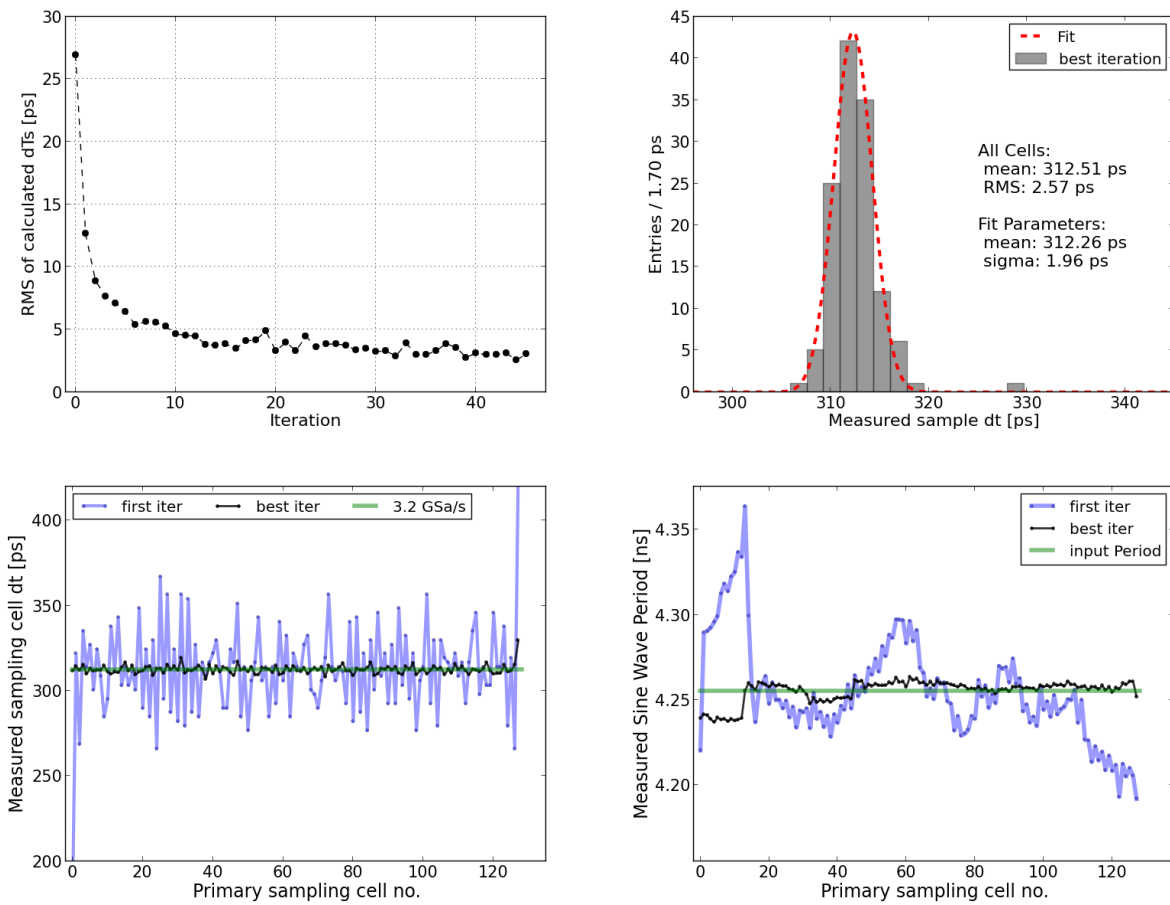 30
25
20
15
10
5
0
0
10
20
30
40
RMS of calculated dTs [ps]
Iteration
45
40
35
30
25
20
15
10
5
0
300
310
320
330
340
Entries / 1.70 ps
Measured sample dt [ps]
Fit
best iteration
All Cells:
mean: 312.51 ps
RMS: 2.57 ps
Fit Parameters:
mean: 312.26 ps
sigma: 1.96 ps
400
350
300
250
200
0
20
40
60
80
100
120
Measured sampling cell dt [ps]
Primary sampling cell no.
first iter
best iter
3.2 GSa/s
4.35
4.30
4.25
4.20
0
20
40
60
80
100
120
Measured Sine Wave Period [ns]
Primary sampling cell no.
first iter
best iter
input Period